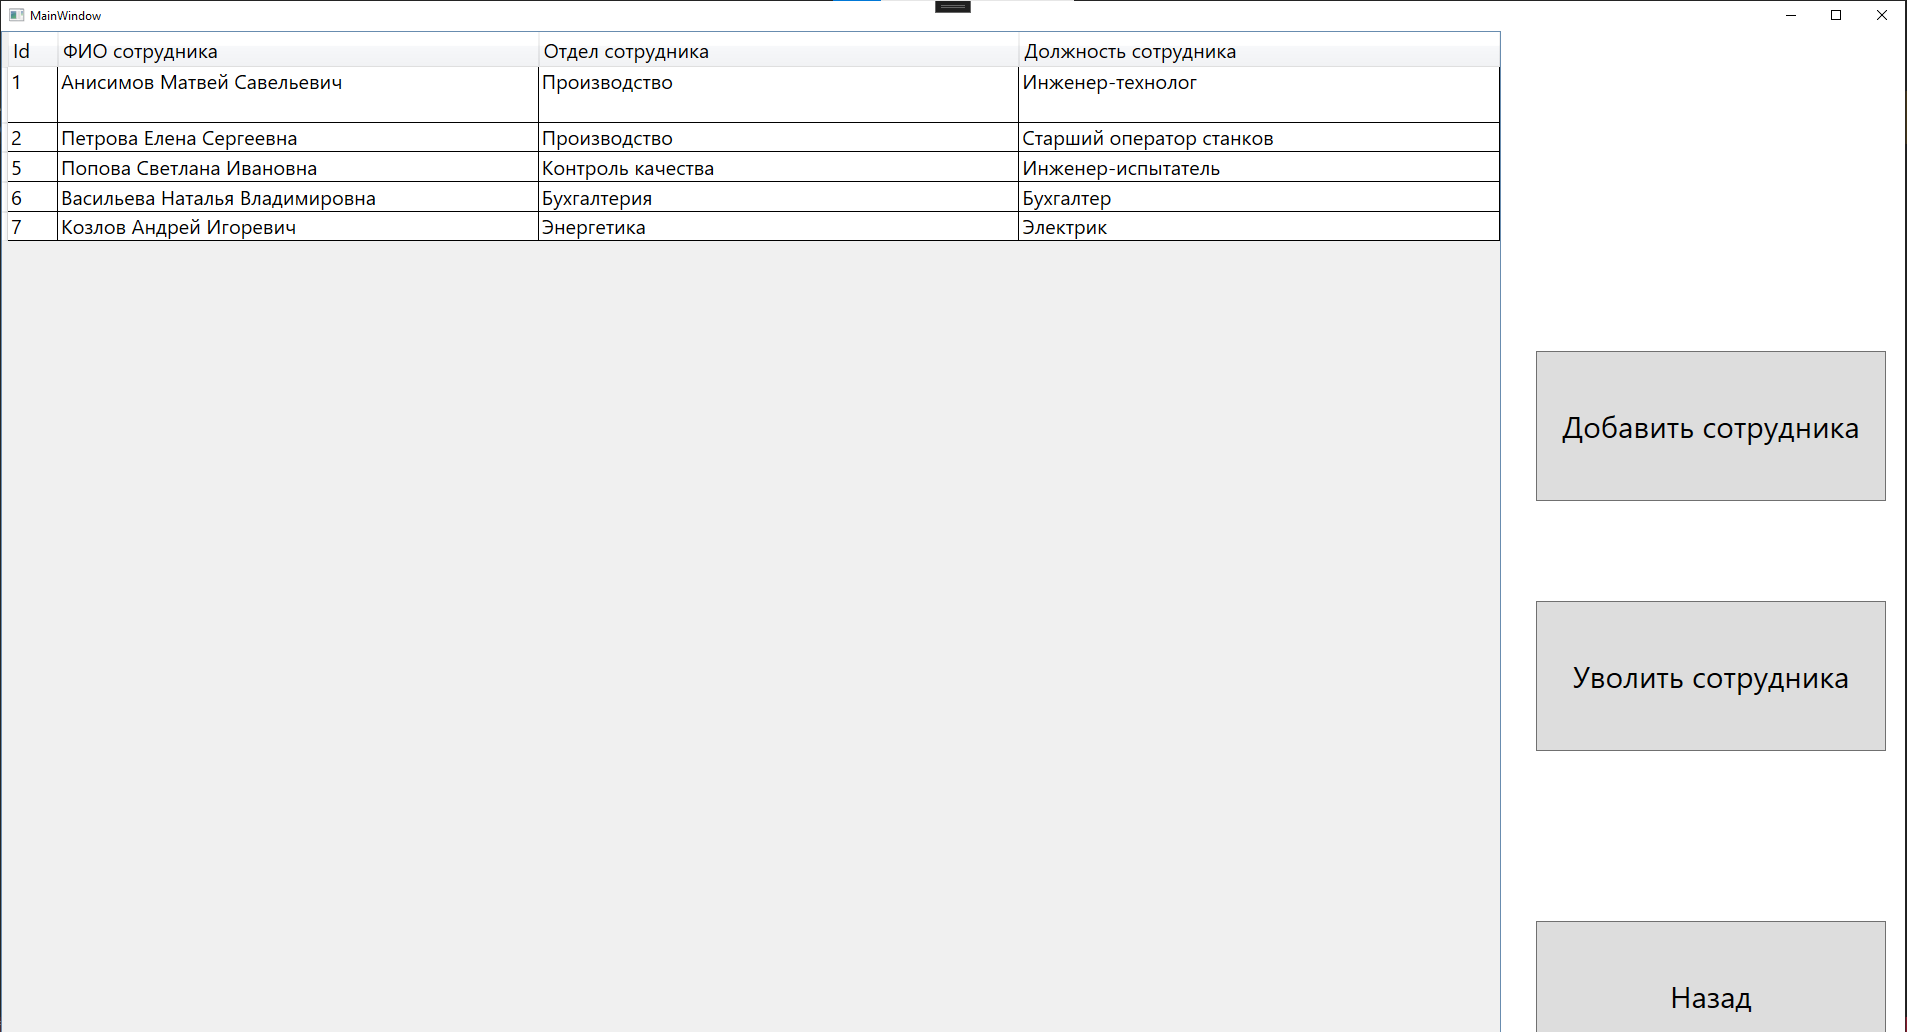 MainWindow
Id ФИО сотрудника Отдел сотрудника Должность сотрудника
1 Анисимов Матвей Савельевич Производство Инженер-технолог
2 Петрова Елена Сергеевна Производство Старший оператор станков
5 Попова Светлана Ивановна Контроль качества Инженер-испытатель
6 Васильева Наталья Владимировна Бухгалтерия Бухгалтер
7 Козлов Андрей Игоревич Энергетика Электрик
Добавить сотрудника
Уволить сотрудника
Назад